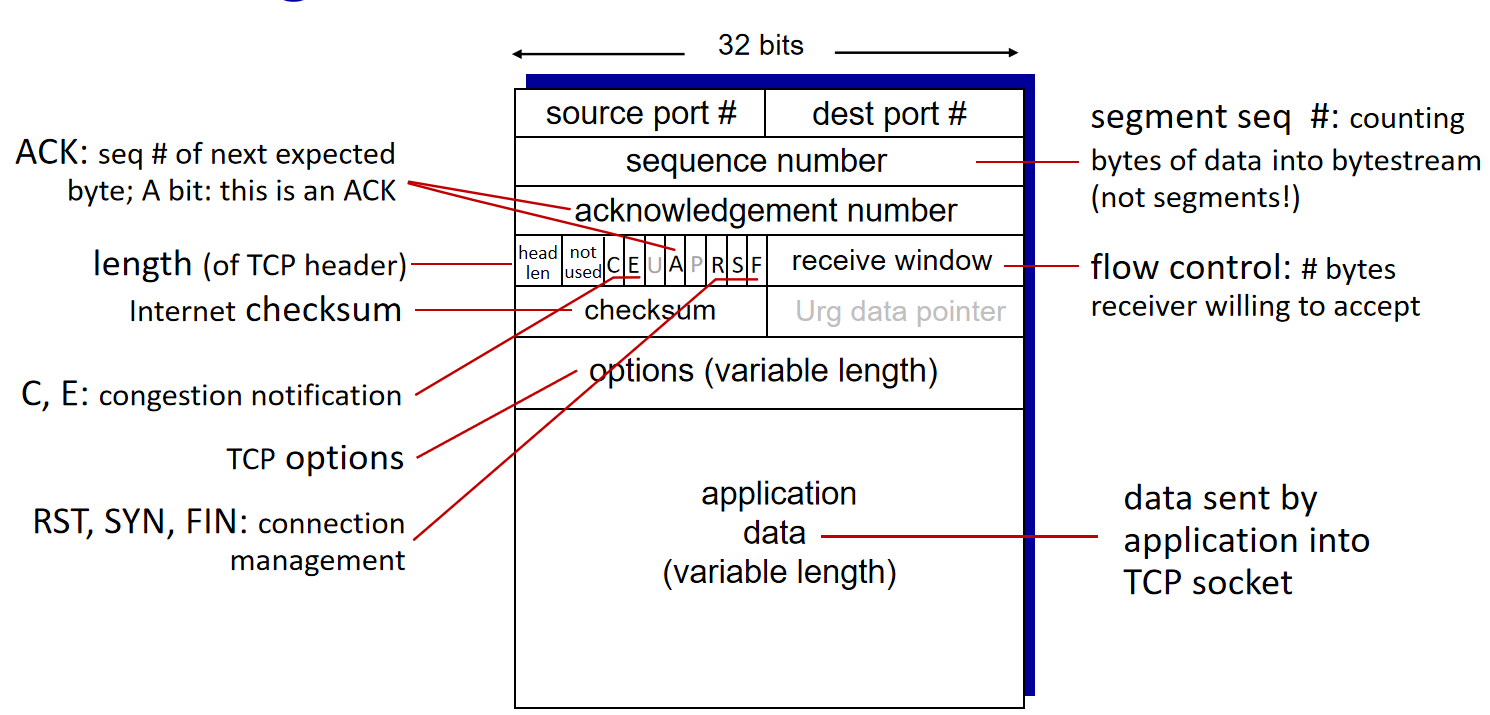 32 bits
source port #
dest port #
sequence number
acknowledgement number
head
len
not
used
C
E
U
A
P
R
S
F
receive window
checksum
Urg data pointer
options (variable length)
application
data
(variable length)
ACK: seq # of next expected
byte; A bit: this is an ACK
length (of TCP header)
Internet checksum
C, E: congestion notification
TCP options
RST, SYN, FIN: connection
management
segment seq #: counting
bytes of data into bytestream
(not segments!)
flow control: # bytes
receiver willing to accept
data sent by
application into
TCP socket